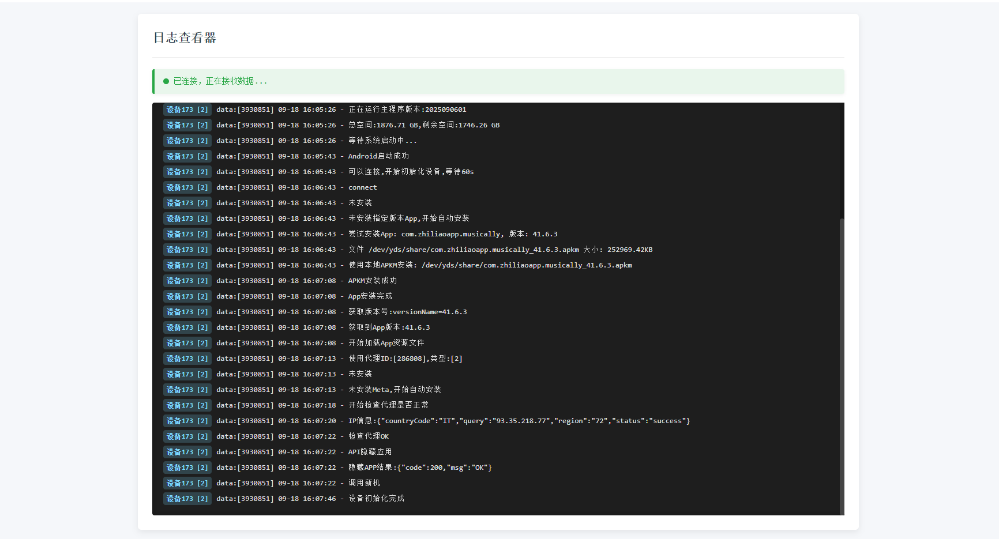 日志查看器
已连接，正在接收数据...
设备173 [2] data:[3930851] 09-18 16:05:26 - 正在运行主程序版本:2025090601
设备173 [2] data:[3930851] 09-18 16:05:26 - 总空间:1876.71 GB,剩余空间:1746.26 GB
设备173 [2] data:[3930851] 09-18 16:05:26 - 等待系统启动中...
设备173 [2] data:[3930851] 09-18 16:05:43 - Android启动成功
设备173 [2] data:[3930851] 09-18 16:05:43 - 可以连接,开始初始化设备,等待60s
设备173 [2] data:[3930851] 09-18 16:06:43 - connect
设备173 [2] data:[3930851] 09-18 16:06:43 - 未安装
设备173 [2] data:[3930851] 09-18 16:06:43 - 未安装指定版本App,开始自动安装
设备173 [2] data:[3930851] 09-18 16:06:43 - 尝试安装App: com.zhiliaoapp.musically, 版本: 41.6.3
设备173 [2] data:[3930851] 09-18 16:06:43 - 文件 /dev/yds/share/com.zhiliaoapp.musically_41.6.3.apkm 大小: 252969.42KB
设备173 [2] data:[3930851] 09-18 16:06:43 - 使用本地APKM安装: /dev/yds/share/com.zhiliaoapp.musically_41.6.3.apkm
设备173 [2] data:[3930851] 09-18 16:07:08 - APKM安装成功
设备173 [2] data:[3930851] 09-18 16:07:08 - App安装完成
设备173 [2] data:[3930851] 09-18 16:07:08 - 获取版本号:versionName=41.6.3
设备173 [2] data:[3930851] 09-18 16:07:08 - 获取到App版本:41.6.3
设备173 [2] data:[3930851] 09-18 16:07:08 - 开始加载App资源文件
设备173 [2] data:[3930851] 09-18 16:07:13 - 使用代理ID:[286808],类型:[2]
设备173 [2] data:[3930851] 09-18 16:07:13 - 未安装
设备173 [2] data:[3930851] 09-18 16:07:13 - 未安装Meta,开始自动安装
设备173 [2] data:[3930851] 09-18 16:07:18 - 开始检查代理是否正常
设备173 [2] data:[3930851] 09-18 16:07:20 - IP信息:{"countryCode":"IT","query":"93.35.218.77","region":"72","status":"success"}
设备173 [2] data:[3930851] 09-18 16:07:22 - 检查代理OK
设备173 [2] data:[3930851] 09-18 16:07:22 - API隐藏应用
设备173 [2] data:[3930851] 09-18 16:07:22 - 隐藏APP结果:{"code":200,"msg":"OK"}
设备173 [2] data:[3930851] 09-18 16:07:22 - 调用新机
设备173 [2] data:[3930851] 09-18 16:07:46 - 设备初始化完成